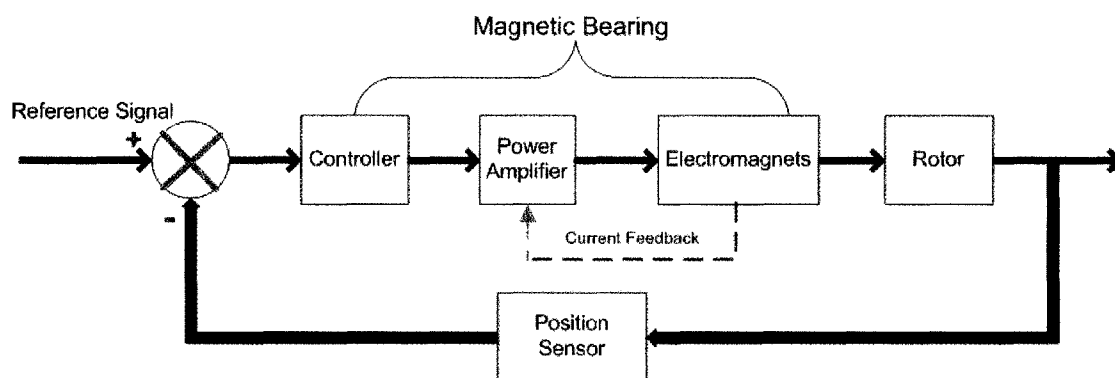 Magnetic Bearing
Reference Signal
+
Controller
Power
Amplifier
Electromagnets
Rotor
-
Current Feedback
Position
Sensor